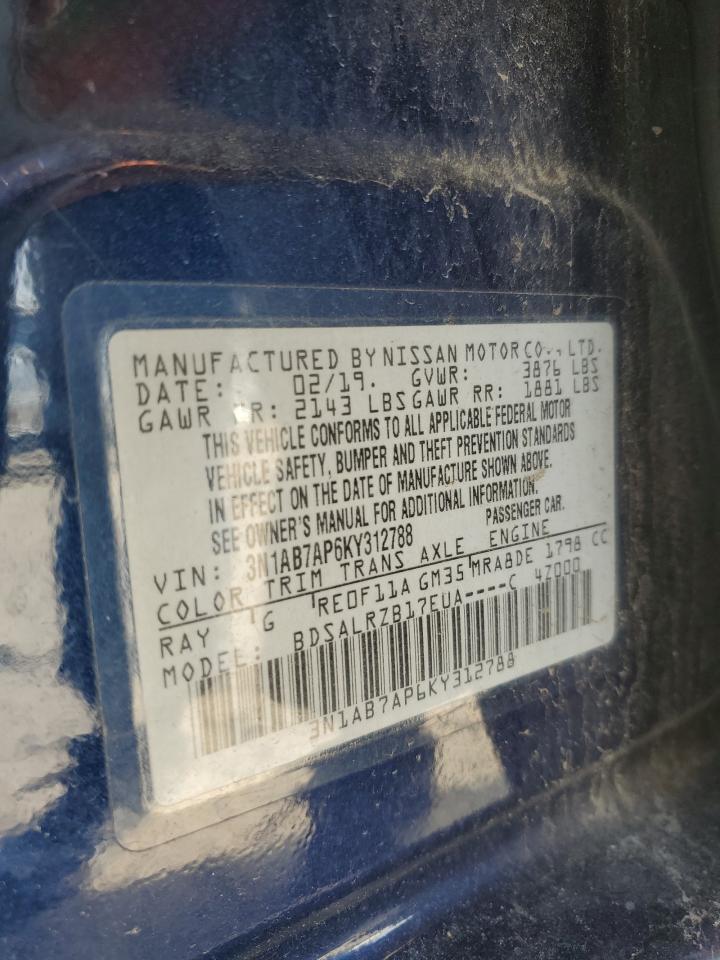 MANUFACTURED BY NISSAN MOTOR CO., LTD.
DATE: 02/19. GVWR: 3876 LBS
GAWR FR: 2143 LBS GAWR RR: 1881 LBS
THIS VEHICLE CONFORMS TO ALL APPLICABLE FEDERAL MOTOR
VEHICLE SAFETY, BUMPER AND THEFT PREVENTION STANDARDS
IN EFFECT ON THE DATE OF MANUFACTURE SHOWN ABOVE.
SEE OWNER'S MANUAL FOR ADDITIONAL INFORMATION.
VIN: 3N1AB7AP6KY312788 PASSENGER CAR.
COLOR TRIM TRANS AXLE ENGINE
RAY G RE0F11A GM35 MRA8DE 1798 CC
MODEL: BDSALRZB17EUA----C 4Z000
3N1AB7AP6KY312788